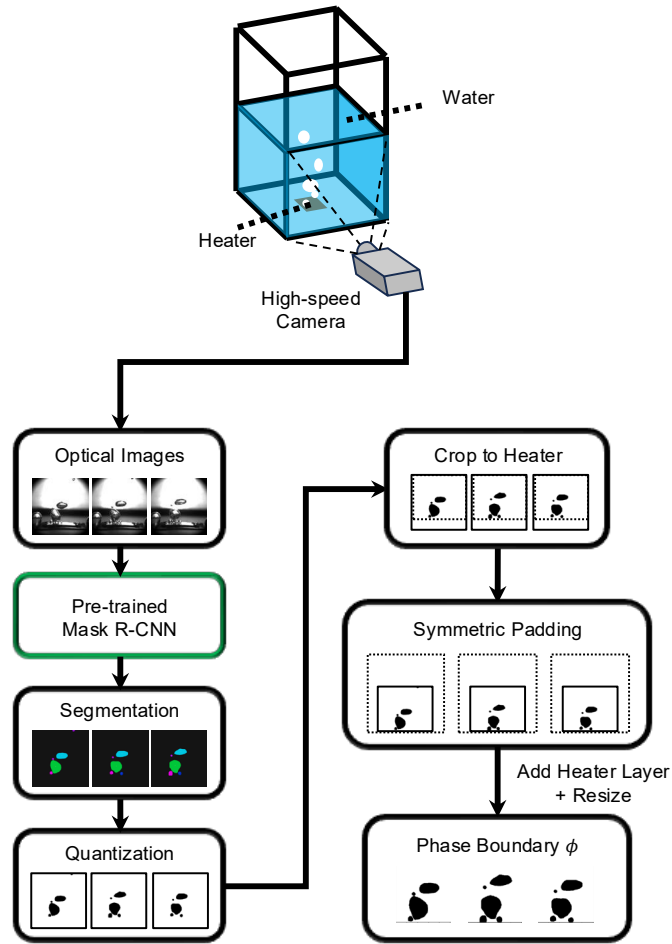 Water
Heater
High-speed
Camera
Optical Images
Pre-trained
Mask R-CNN
Segmentation
Quantization
Crop to Heater
Symmetric Padding
Add Heater Layer
+ Resize
Phase Boundary ϕ